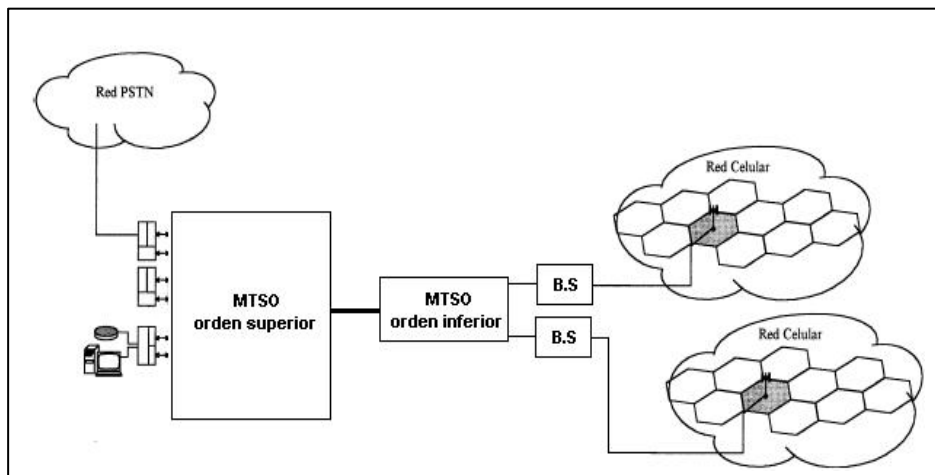 Red PSTN
Red Celular
MTSO
orden superior
MTSO
orden inferior
B.S
B.S
Red Celular